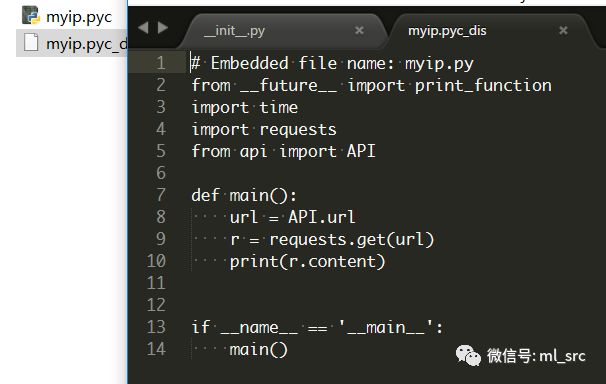 myip.pyc
myip.pyc_d
__init__.py
myip.pyc_dis
1 # Embedded file name: myip.py
2 from __future__ import print_function
3 import time
4 import requests
5 from api import API
6
7 def main():
8     url = API.url
9     r = requests.get(url)
10     print(r.content)
11
12
13 if __name__ == '__main__':
14     main()
微信号: ml_src